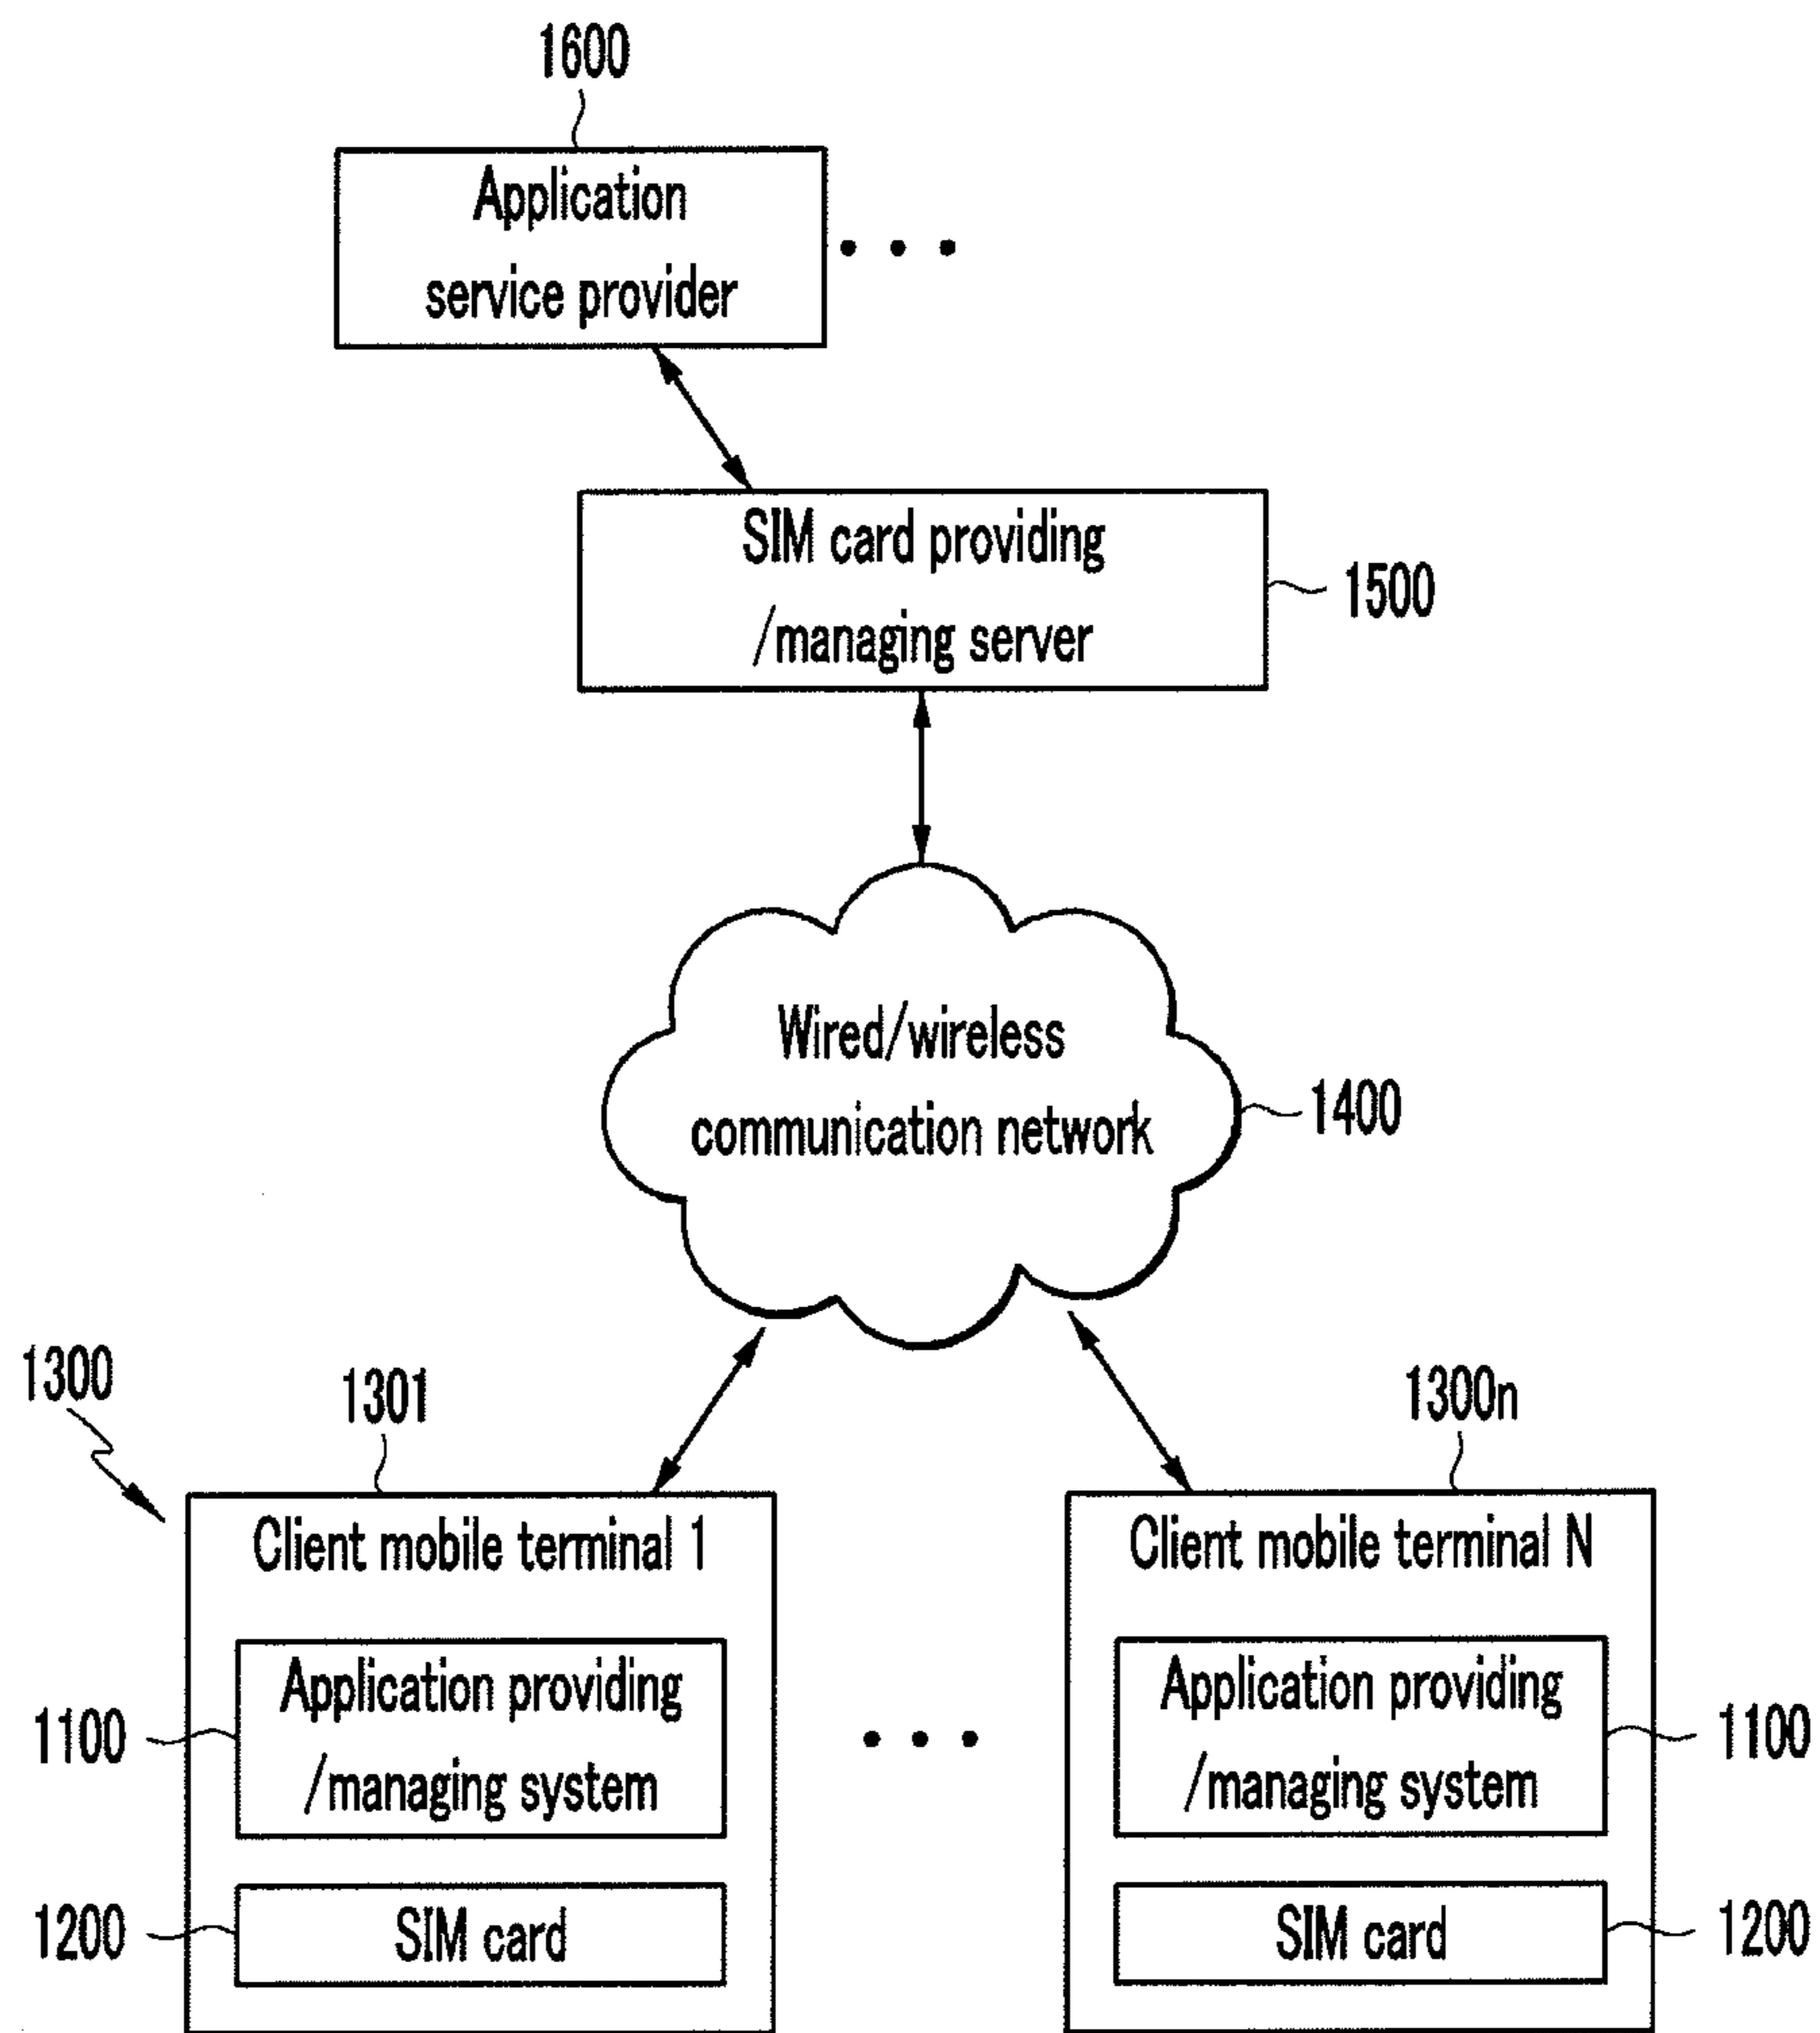 1600
Application
service provider
SIM card providing
/managing server
1500
Wired/wireless
communication network
1400
1300
1301
1300n
Client mobile terminal 1
Client mobile terminal N
Application providing
/managing system
1100
Application providing
/managing system
1100
1200
SIM card
SIM card
1200